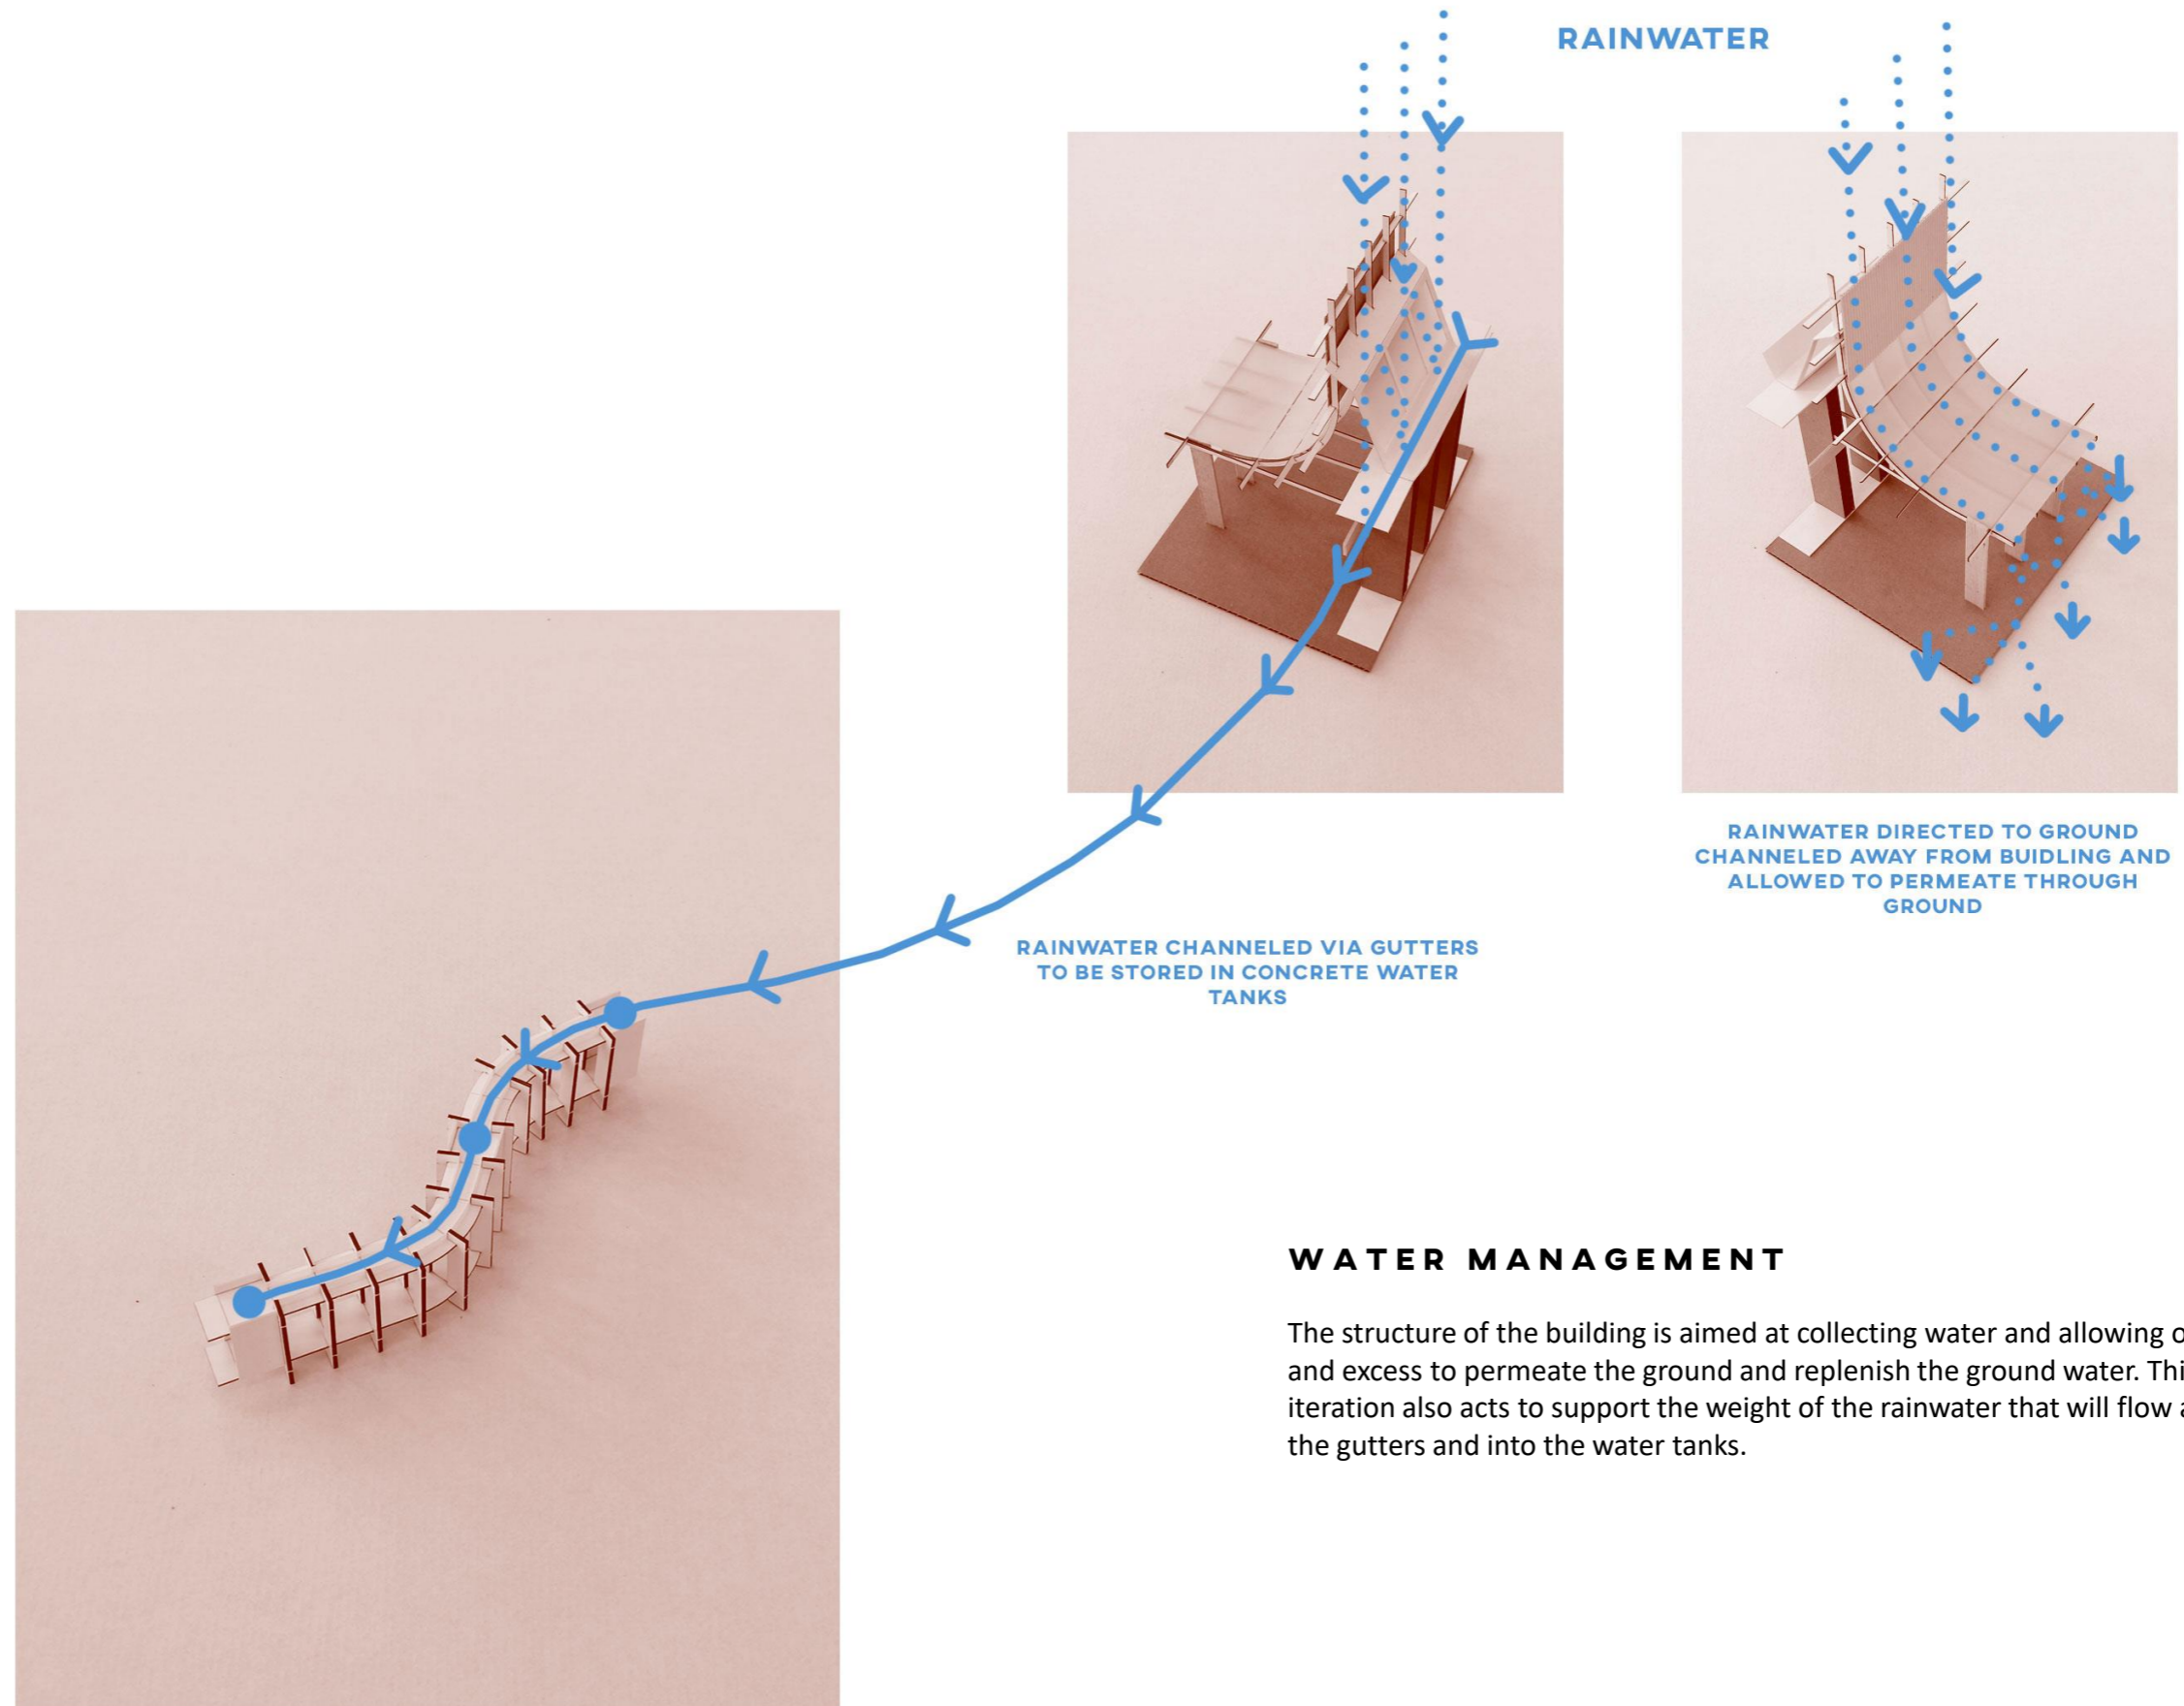 RAINWATER
RAINWATER DIRECTED TO GROUND
CHANNELED AWAY FROM BUIDLING AND
ALLOWED TO PERMEATE THROUGH
GROUND
RAINWATER CHANNELED VIA GUTTERS
TO BE STORED IN CONCRETE WATER
TANKS
WATER MANAGEMENT
The structure of the building is aimed at collecting water and allowing
and excess to permeate the ground and replenish the ground water.
iteration also acts to support the weight of the rainwater that will flow
the gutters and into the water tanks.